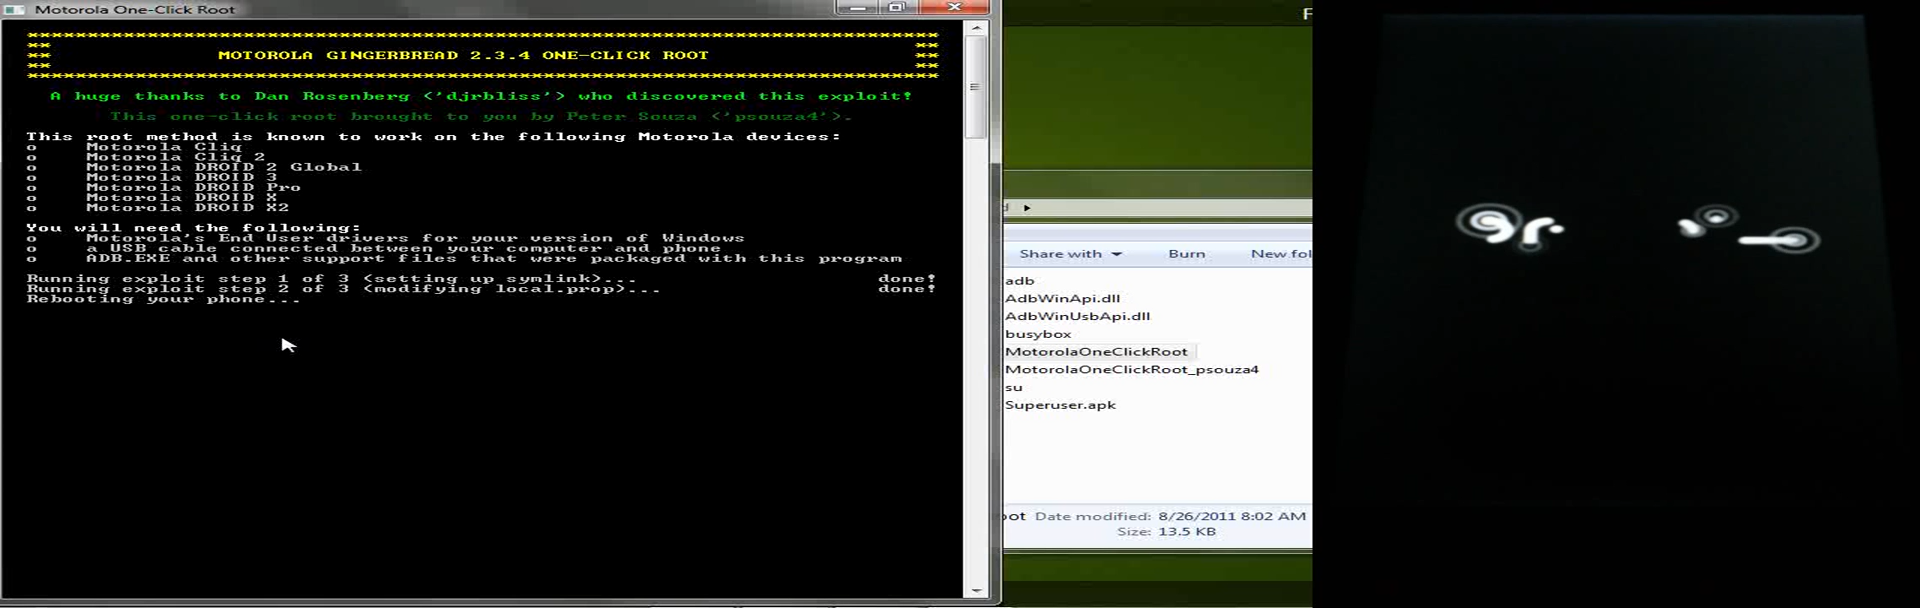 Motorola One-Click Root
MOTOROLA GINGERBREAD 2.3.4 ONE-CLICK ROOT
A huge thanks to Dan Rosenberg ('djrbliss') who discovered this exploit!
This one-click root brought to you by Peter Souza ('psouza4').
This root method is known to work on the following Motorola devices:
o Motorola Cliq
o Motorola Cliq 2
o Motorola DROID 2 Global
o Motorola DROID 3
o Motorola DROID Pro
o Motorola DROID X
o Motorola DROID X2
You will need the following:
o Motorola's End User drivers for your version of Windows
o a USB cable connected between your computer and phone
o ADB.EXE and other support files that were packaged with this program
Running exploit step 1 of 3 (setting up symlink)... done!
Running exploit step 2 of 3 (modifying local.prop)... done!
Rebooting your phone...
F
Share with Burn New fol
adb
AdbWinApi.dll
AdbWinUsbApi.dll
busybox
MotorolaOneClickRoot
MotorolaOneClickRoot_psouza4
su
Superuser.apk
oot Date modified: 8/26/2011 8:02 AM
Size: 13.5 KB